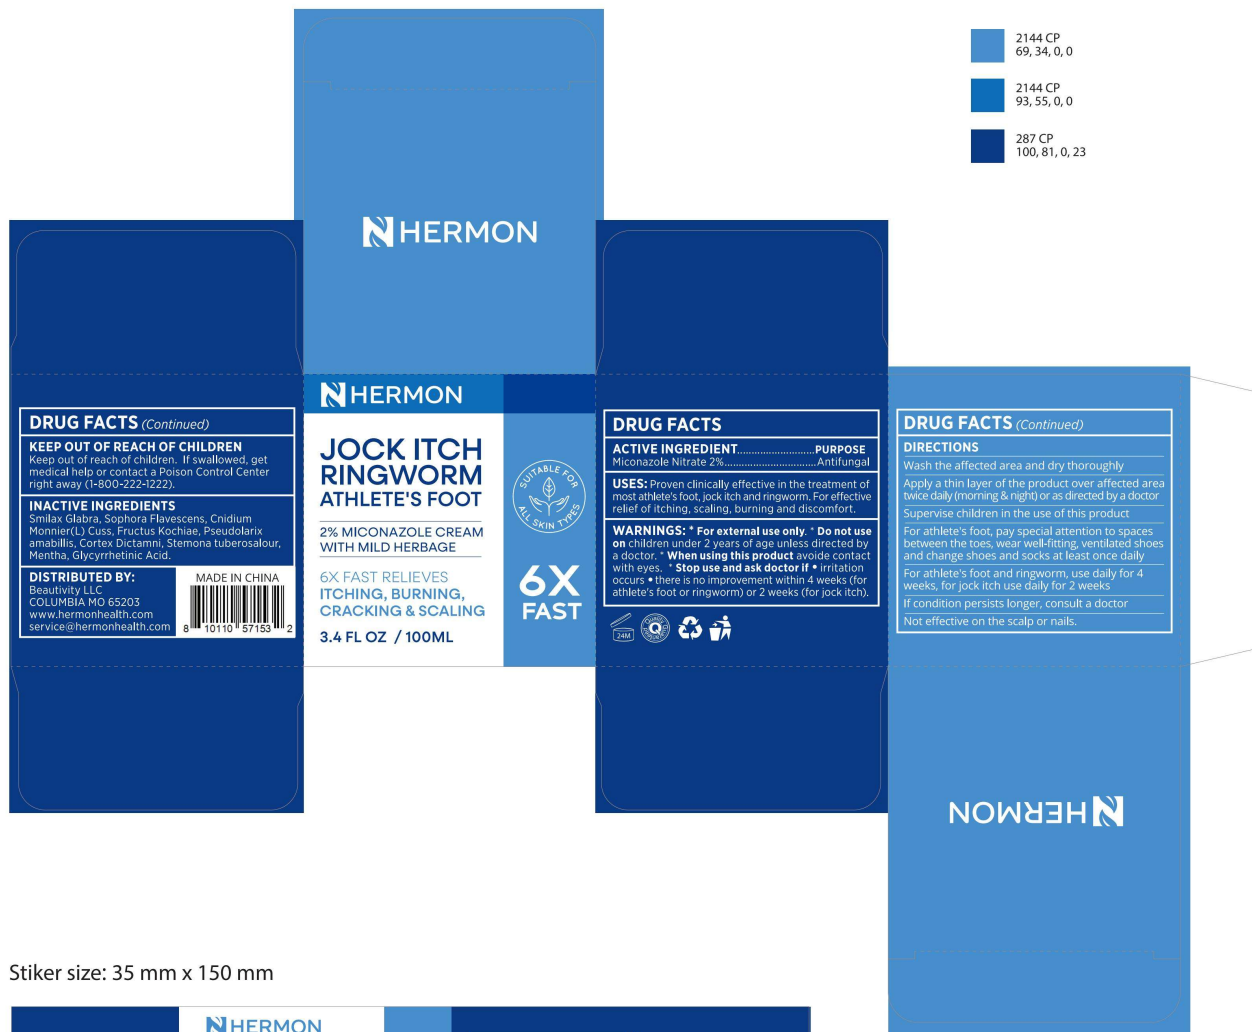 2144 CP
69, 34, 0, 0
2144 CP
93, 55, 0, 0
287 CP
100, 81, 0, 23
HERMON
DRUG FACTS (Continued)
KEEP OUT OF REACH OF CHILDREN
Keep out of reach of children. If swallowed, get
medical help or contact a Poison Control Center
right away (1-800-222-1222).
INACTIVE INGREDIENTS
Smilax Glabra, Sophora Flavescens, Cnidium
Monnier(L) Cuss, Fructus Kochiae, Pseudolarix
amabillis, Cortex Dictamni, Stemona tuberosalour,
Mentha, Glycyrrhetinic Acid.
DISTRIBUTED BY:
Beautivity LLC
COLUMBIA MO 65203
www.hermonhealth.com
service@hermonhealth.com
MADE IN CHINA
8 10110 57153 2
HERMON
JOCK ITCH
RINGWORM
ATHLETE'S FOOT
2% MICONAZOLE CREAM
WITH MILD HERBAGE
6X FAST RELIEVES
ITCHING, BURNING,
CRACKING & SCALING
3.4 FL OZ / 100ML
SUITABLE FOR
ALL SKIN TYPES
6X
FAST
DRUG FACTS
ACTIVE INGREDIENT........................PURPOSE
Miconazole Nitrate 2%..............................Antifungal
USES: Proven clinically effective in the treatment of
most athlete's foot, jock itch and ringworm. For effective
relief of itching, scaling, burning and discomfort.
WARNINGS: * For external use only. * Do not use
on children under 2 years of age unless directed by
a doctor. * When using this product avoide contact
with eyes. * Stop use and ask doctor if • irritation
occurs • there is no improvement within 4 weeks (for
athlete's foot or ringworm) or 2 weeks (for jock itch).
24M
Q
DRUG FACTS (Continued)
DIRECTIONS
Wash the affected area and dry thoroughly
Apply a thin layer of the product over affected area
twice daily (morning & night) or as directed by a doctor
Supervise children in the use of this product
For athlete's foot, pay special attention to spaces
between the toes, wear well-fitting, ventilated shoes
and change shoes and socks at least once daily
For athlete's foot and ringworm, use daily for 4
weeks, for jock itch use daily for 2 weeks
If condition persists longer, consult a doctor
Not effective on the scalp or nails.
HERMON
Stiker size: 35 mm x 150 mm
HERMON